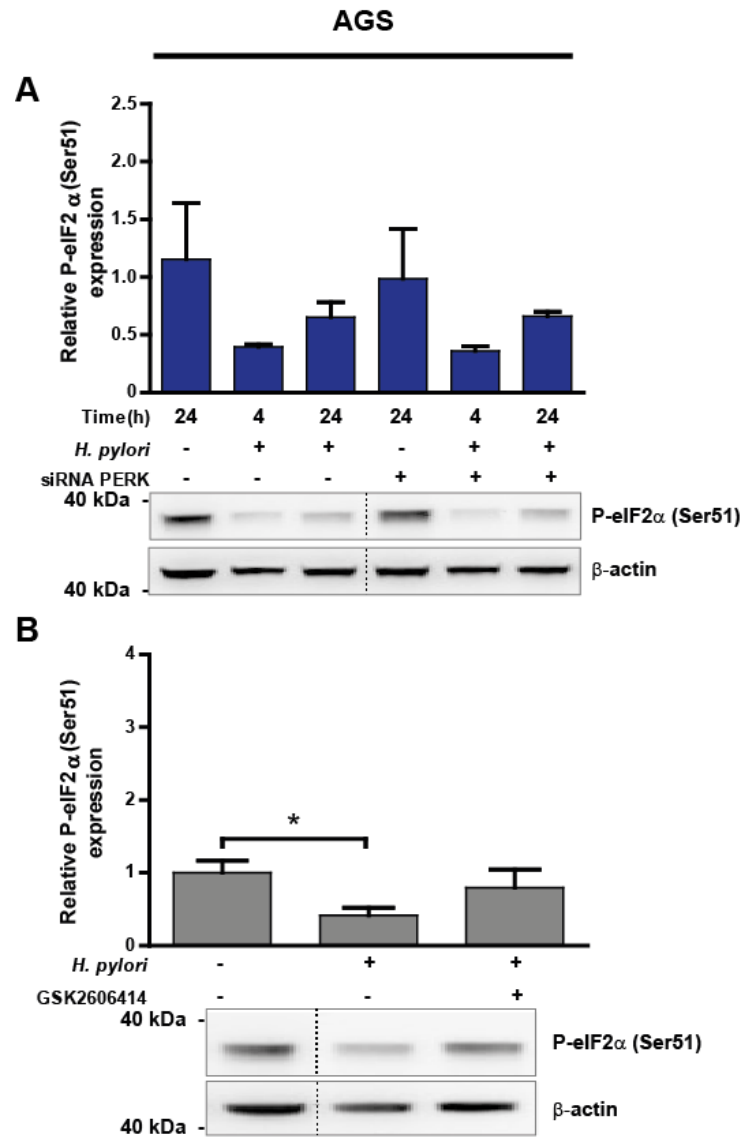 AGS
A
Relative P-eIF2 α (Ser51)
expression
2.5
2.0
1.5
1.0
0.5
0
Time(h) 24 4 24 24 4 24
H. pylori - + + - + +
siRNA PERK - - - + + +
40 kDa - P-eIF2α (Ser51)
β-actin
40 kDa -
B
Relative P-eIF2α(Ser51)
expression
4
3
2
1
0
*
H. pylori - + +
GSK2606414 - - +
40 kDa - P-eIF2α (Ser51)
β-actin
40 kDa -